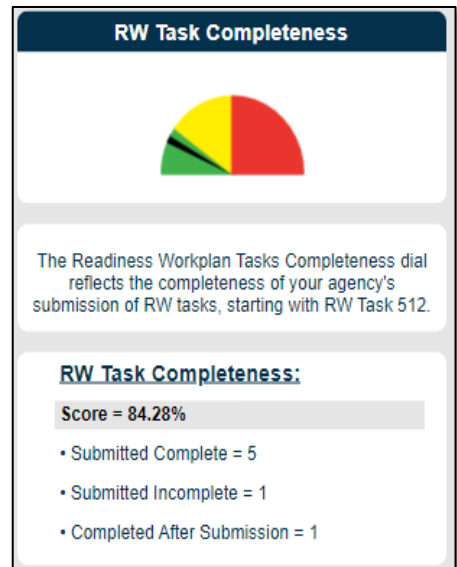 RW Task Completeness
The Readiness Workplan Tasks Completeness dial
reflects the completeness of your agency's
submission of RW tasks, starting with RW Task 512.
RW Task Completeness:
Score = 84.28%
• Submitted Complete = 5
• Submitted Incomplete = 1
• Completed After Submission = 1